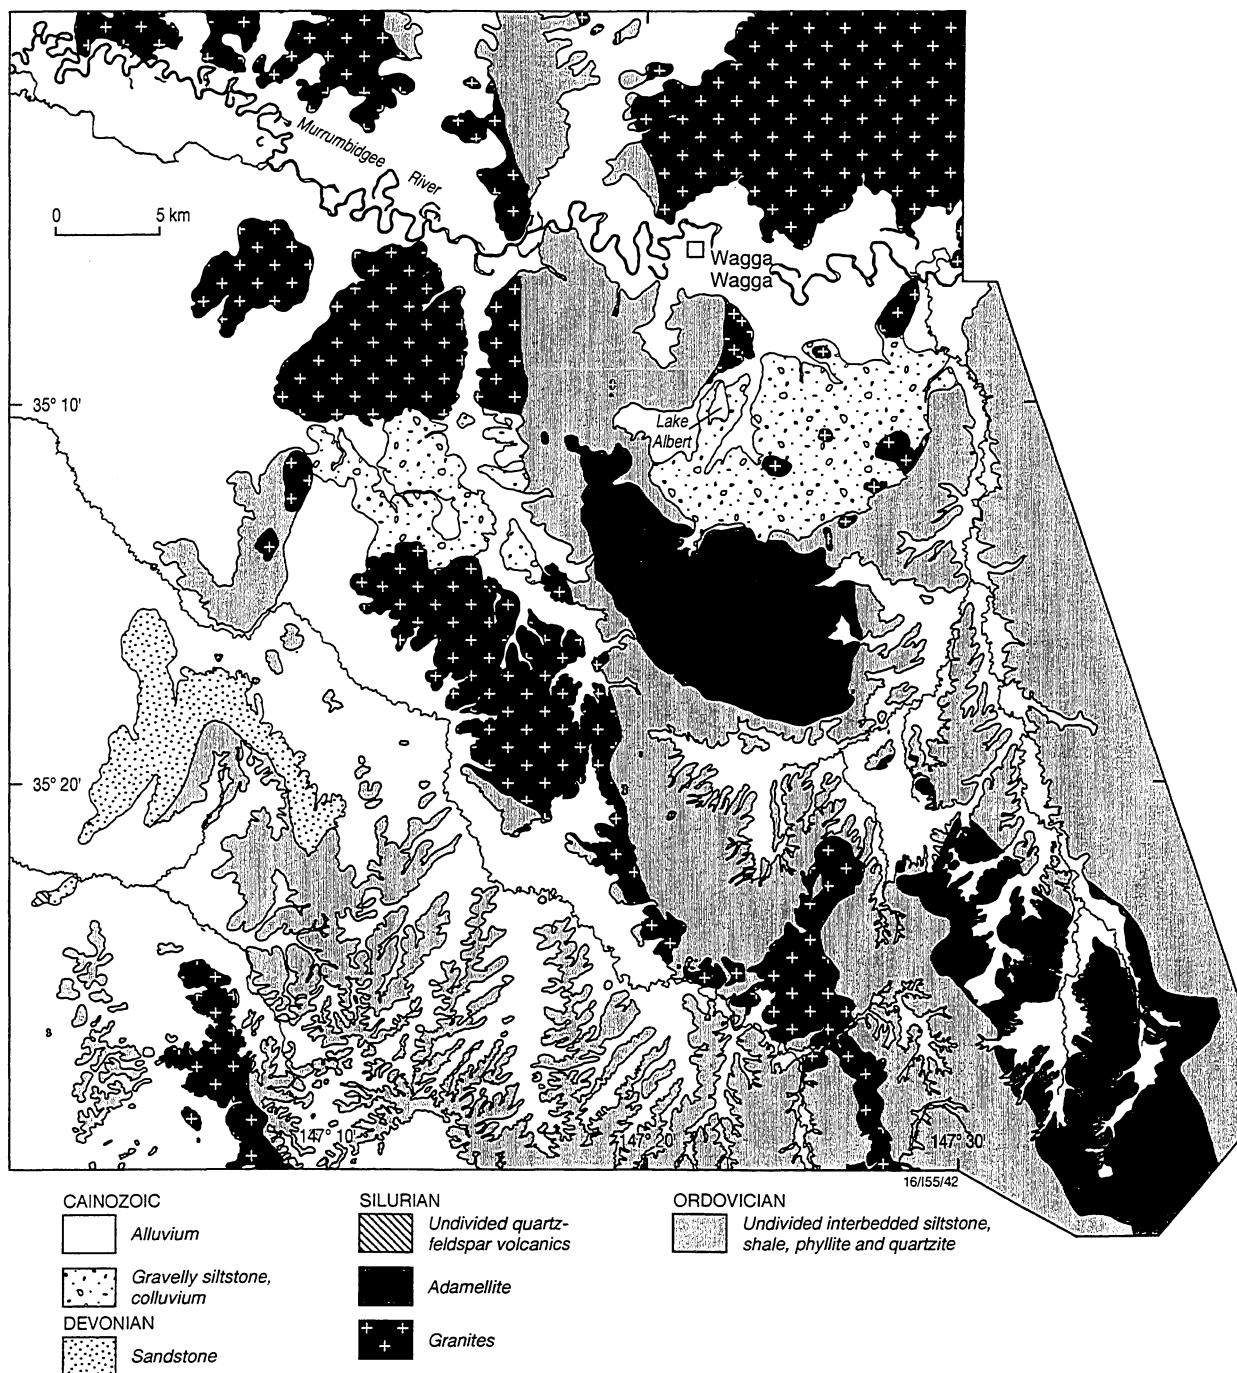 Murrumbidgee
River
0 5 km
Wagga
Wagga
35° 10'
Lake
Albert
35° 20'
147° 10'
147° 20'
147° 30'
16/I55/42
CAINOZOIC
Alluvium
Gravelly siltstone,
colluvium
DEVONIAN
Sandstone
SILURIAN
Undivided quartz-
feldspar volcanics
Adamellite
Granites
ORDOVICIAN
Undivided interbedded siltstone,
shale, phyllite and quartzite